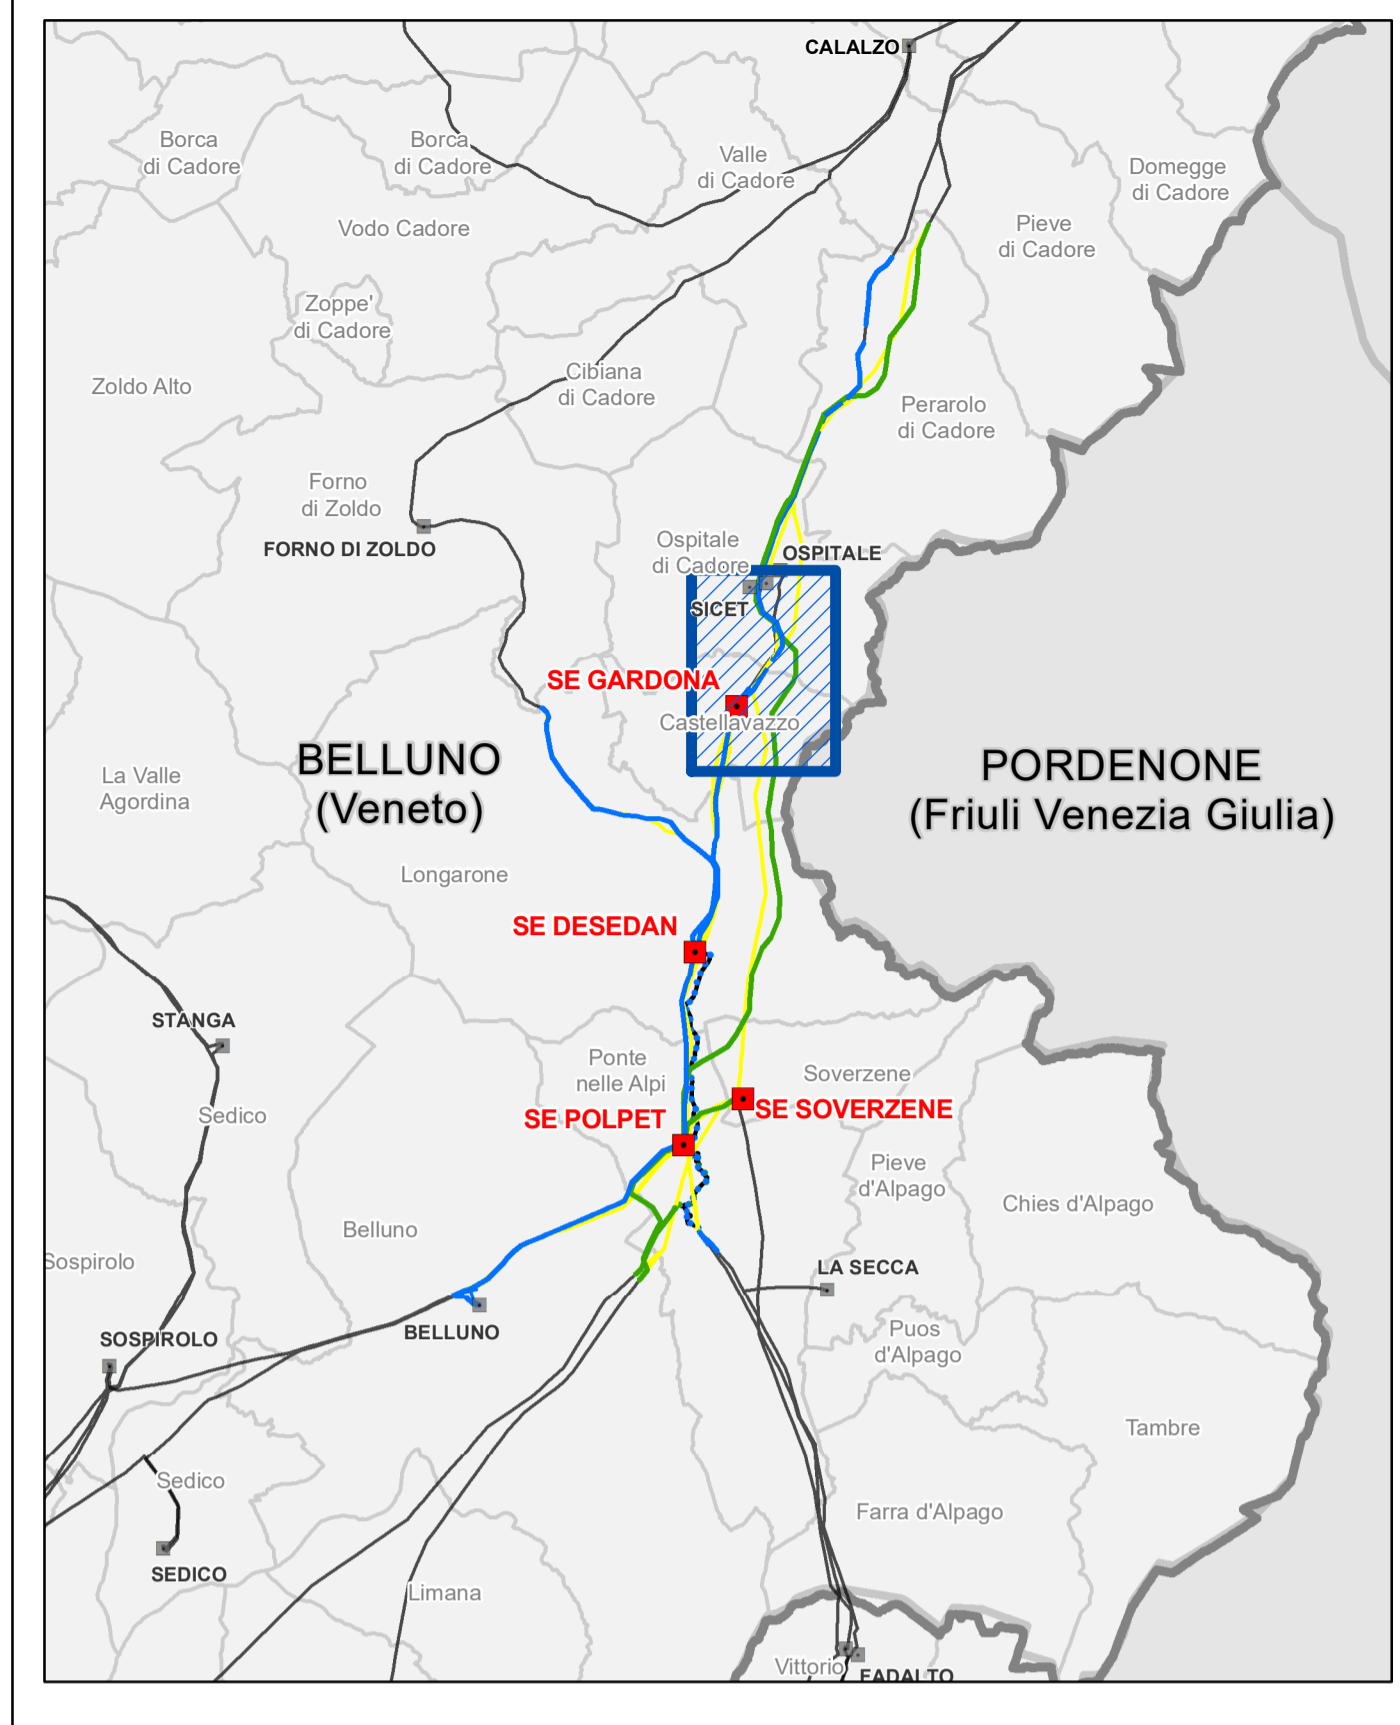 CALALZO
Borca
di Cadore
Borca
di Cadore
Valle
di Cadore
Domegge
di Cadore
Vodo Cadore
Pieve
di Cadore
Zoppe'
di Cadore
Zoldo Alto
Cibiana
di Cadore
Perarolo
di Cadore
Forno
di Zoldo
FORNO DI ZOLDO
Ospitale
di Cadore
OSPITALE
SICET
SE GARDONA
Castellavazzo
BELLUNO
(Veneto)
PORDENONE
(Friuli Venezia Giulia)
La Valle
Agordina
Longarone
SE DESEDAN
STANGA
Ponte
nelle Alpi
Soverzene
SE SOVERZENE
SE POLPET
Sedico
Pieve
d'Alpago
Chies d'Alpago
Belluno
Sospirolo
LA SECCA
BELLUNO
SOSPIROLO
Puos
d'Alpago
Tambre
Sedico
Farra d'Alpago
SEDICO
Limana
Vittorio
FADALTO